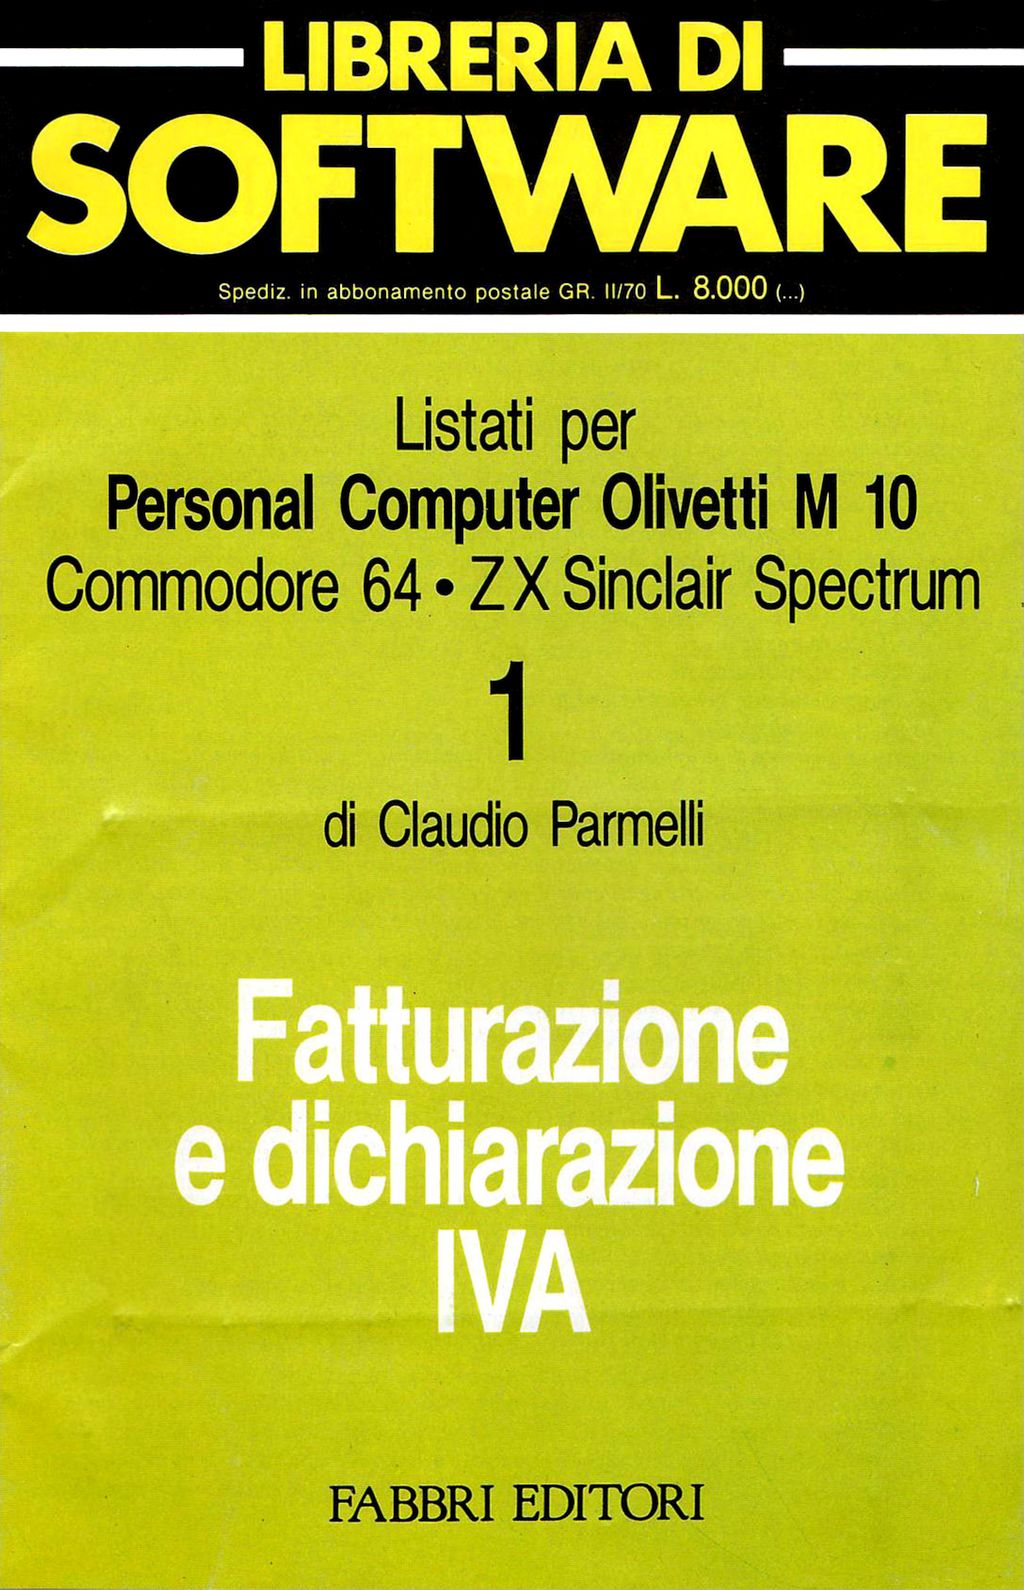 LIBRERIA DI
SOFTWARE
Spediz. in abbonamento postale GR. II/70 L. 8.000 (...)
Listati per
Personal Computer Olivetti M 10
Commodore 64 • ZX Sinclair Spectrum
1
di Claudio Parmelli
Fatturazione
e dichiarazione
IVA
FABBRI EDITORI